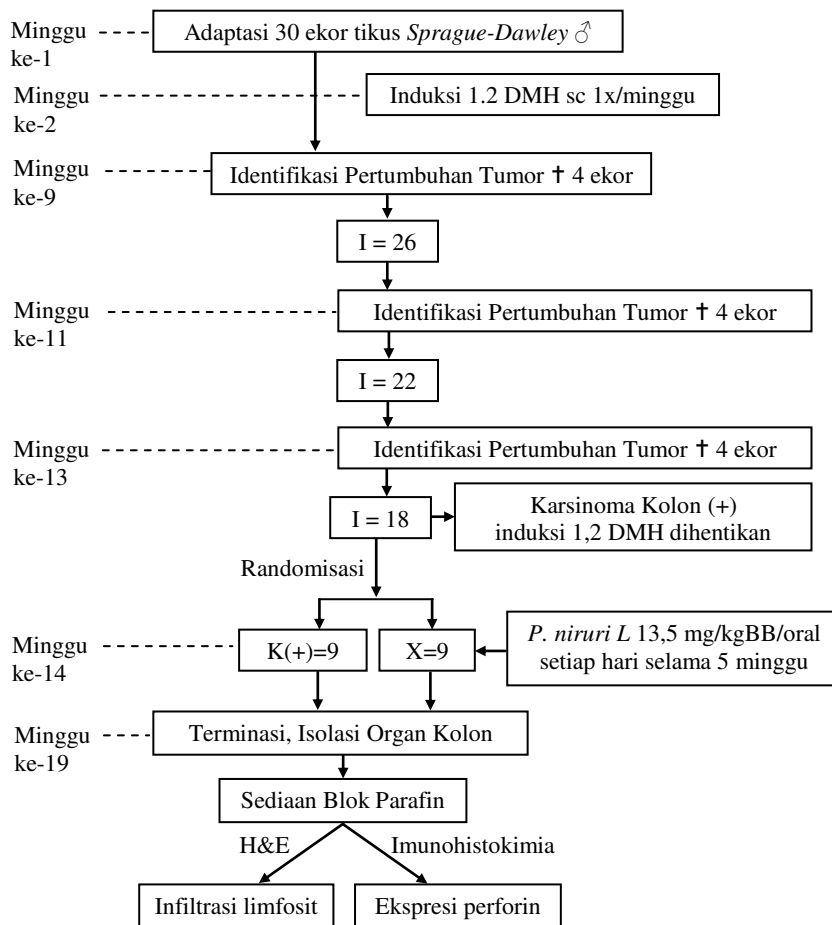 Minggu
ke-1
Adaptasi 30 ekor tikus Sprague-Dawley ♂
Minggu
ke-2
Induksi 1.2 DMH sc 1x/minggu
Minggu
ke-9
Identifikasi Pertumbuhan Tumor † 4 ekor
I = 26
Minggu
ke-11
Identifikasi Pertumbuhan Tumor † 4 ekor
I = 22
Minggu
ke-13
Identifikasi Pertumbuhan Tumor † 4 ekor
I = 18
Karsinoma Kolon (+)
induksi 1,2 DMH dihentikan
Randomisasi
Minggu
ke-14
K(+)=9
X=9
P. niruri L 13,5 mg/kgBB/oral
setiap hari selama 5 minggu
Minggu
ke-19
Terminasi, Isolasi Organ Kolon
Sediaan Blok Parafin
H&E
Imunohistokimia
Infiltrasi limfosit
Ekspresi perforin